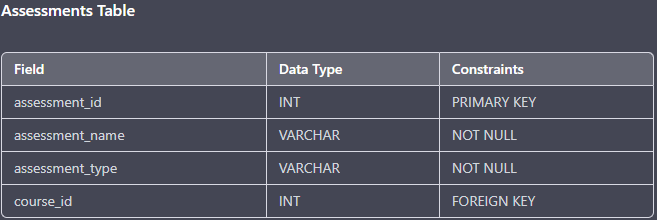 Assessments Table
Field Data Type Constraints
assessment_id INT PRIMARY KEY
assessment_name VARCHAR NOT NULL
assessment_type VARCHAR NOT NULL
course_id INT FOREIGN KEY